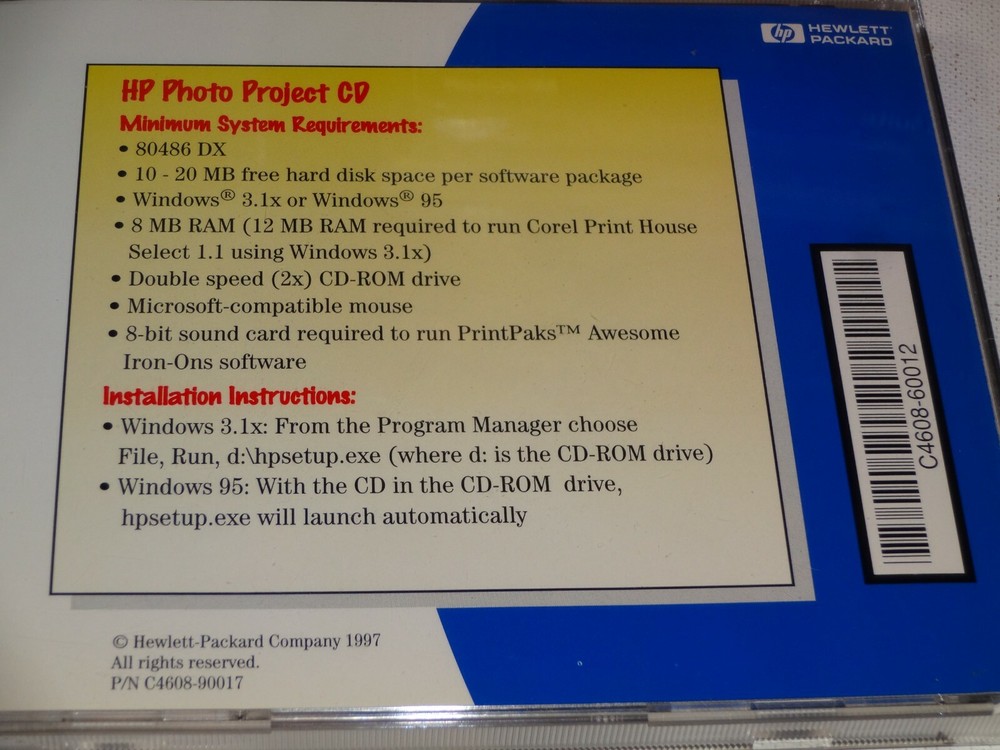 hp HEWLETT®
PACKARD
HP Photo Project CD
Minimum System Requirements:
• 80486 DX
• 10 - 20 MB free hard disk space per software package
• Windows® 3.1x or Windows® 95
• 8 MB RAM (12 MB RAM required to run Corel Print House
Select 1.1 using Windows 3.1x)
• Double speed (2x) CD-ROM drive
• Microsoft-compatible mouse
• 8-bit sound card required to run PrintPaks™ Awesome
Iron-Ons software
Installation Instructions:
• Windows 3.1x: From the Program Manager choose
File, Run, d:\hpsetup.exe (where d: is the CD-ROM drive)
• Windows 95: With the CD in the CD-ROM drive,
hpsetup.exe will launch automatically
C4608-60012
© Hewlett-Packard Company 1997
All rights reserved.
P/N C4608-90017